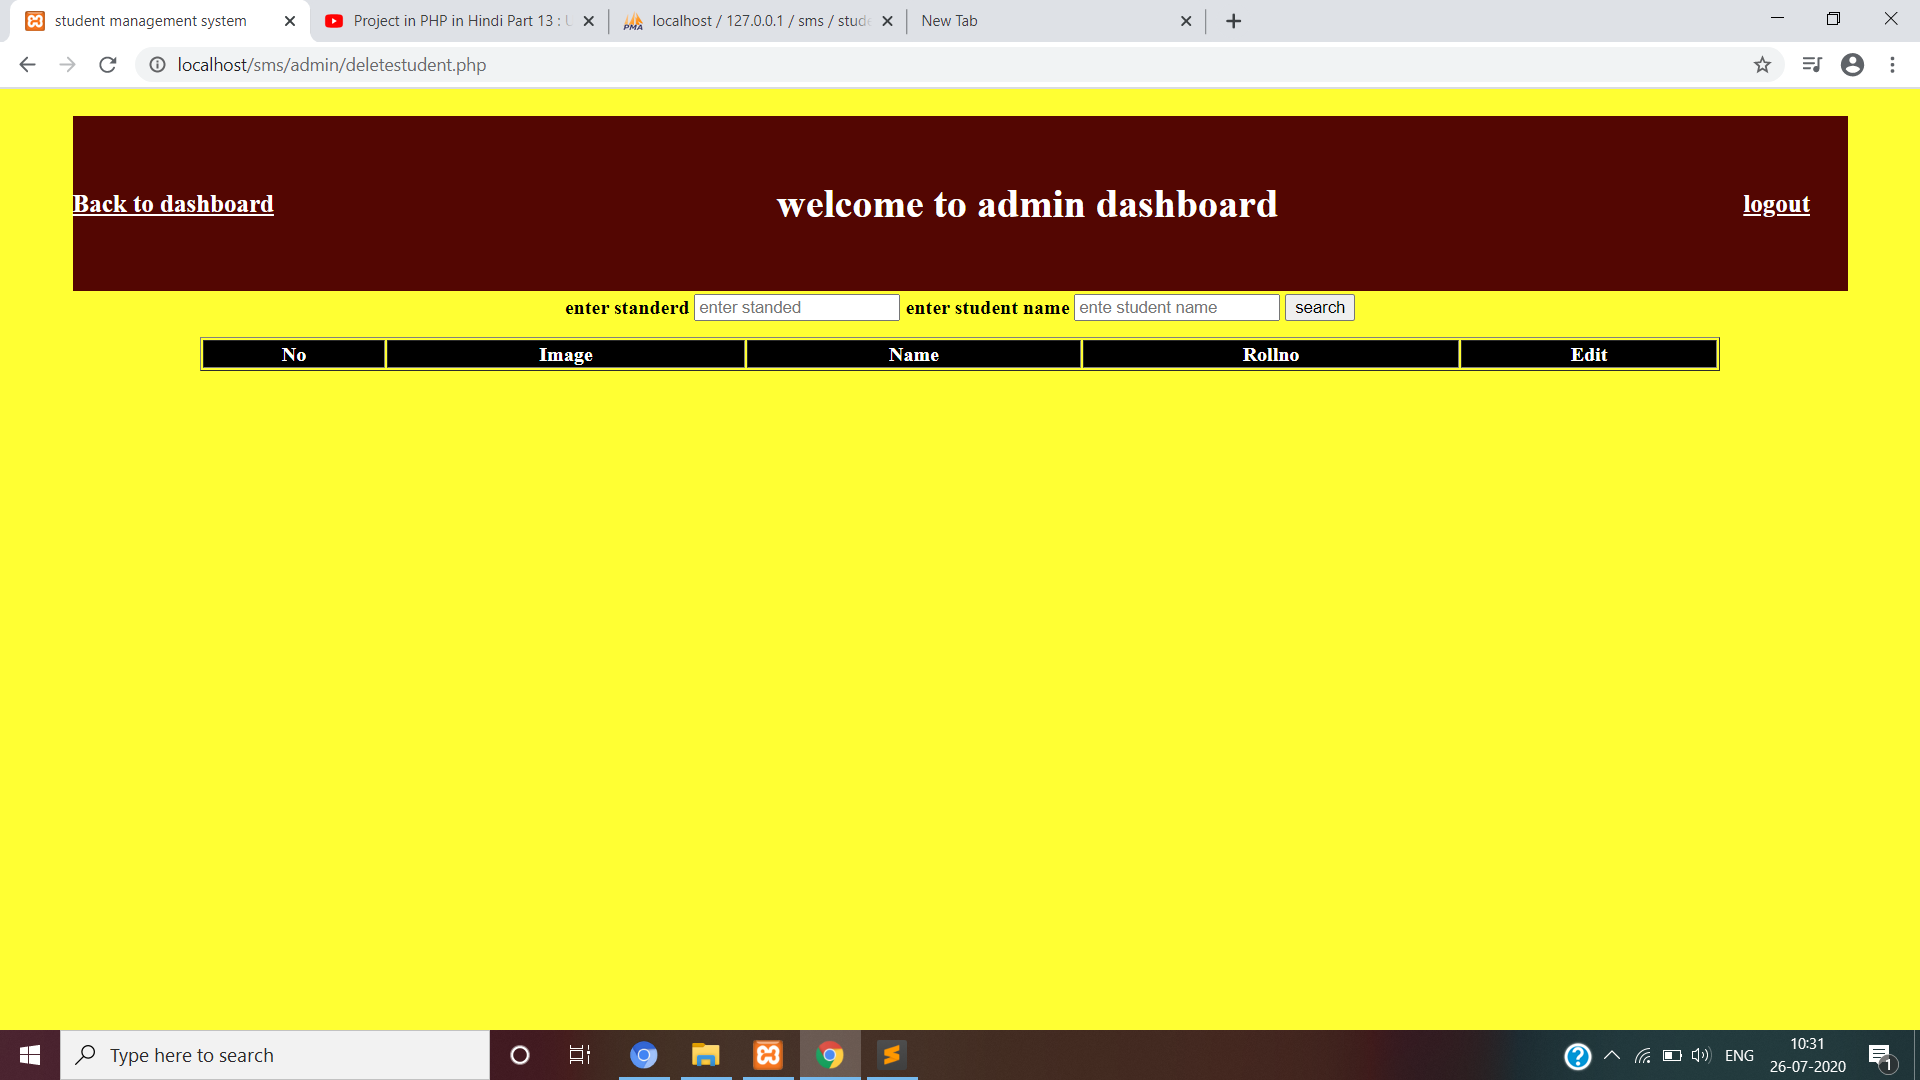 student management system
Project in PHP in Hindi Part 13 :
localhost / 127.0.0.1 / sms /
New Tab
localhost/sms/admin/deletestudent.php
Back to dashboard
welcome to admin dashboard
logout
enter standerd enter standed enter student name ente student name search
No Image Name Rollno Edit
Type here to search
ENG
10:31
26-07-2020
1